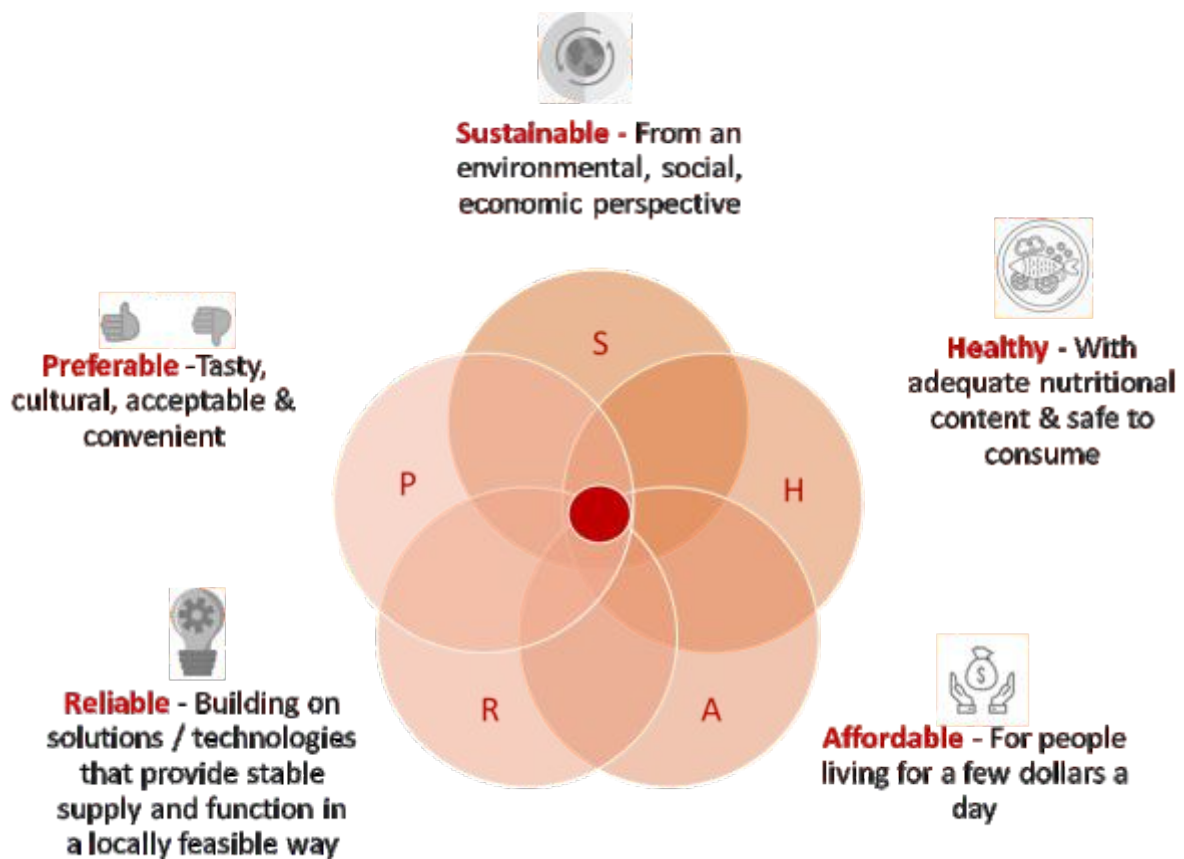 Sustainable - From an
environmental, social,
economic perspective
Healthy - With
adequate nutritional
content & safe to
consume
Preferable -Tasty,
cultural, acceptable &
convenient
S
P
H
R
A
Reliable - Building on
solutions / technologies
that provide stable
supply and function in
a locally feasible way
$
Affordable - For people
living for a few dollars a
day